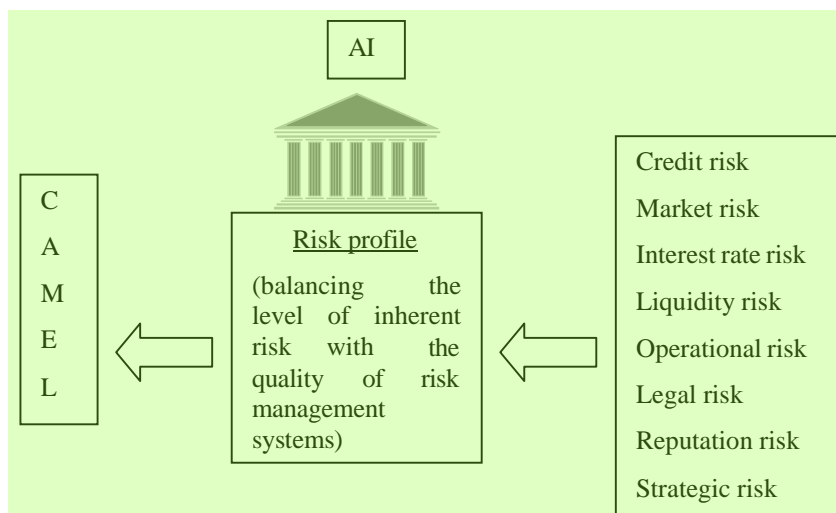 AI
C
A
M
E
L
Risk profile
(balancing the
level of inherent
risk with the
quality of risk
management
systems)
Credit risk
Market risk
Interest rate risk
Liquidity risk
Operational risk
Legal risk
Reputation risk
Strategic risk